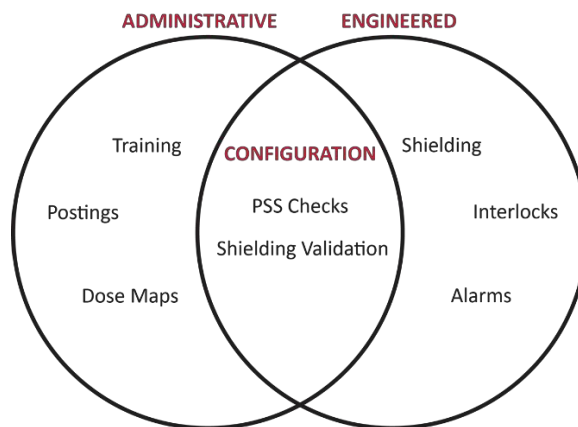 ADMINISTRATIVE
ENGINEERED
Training
Postings
Dose Maps
CONFIGURATION
PSS Checks
Shielding Validation
Shielding
Interlocks
Alarms